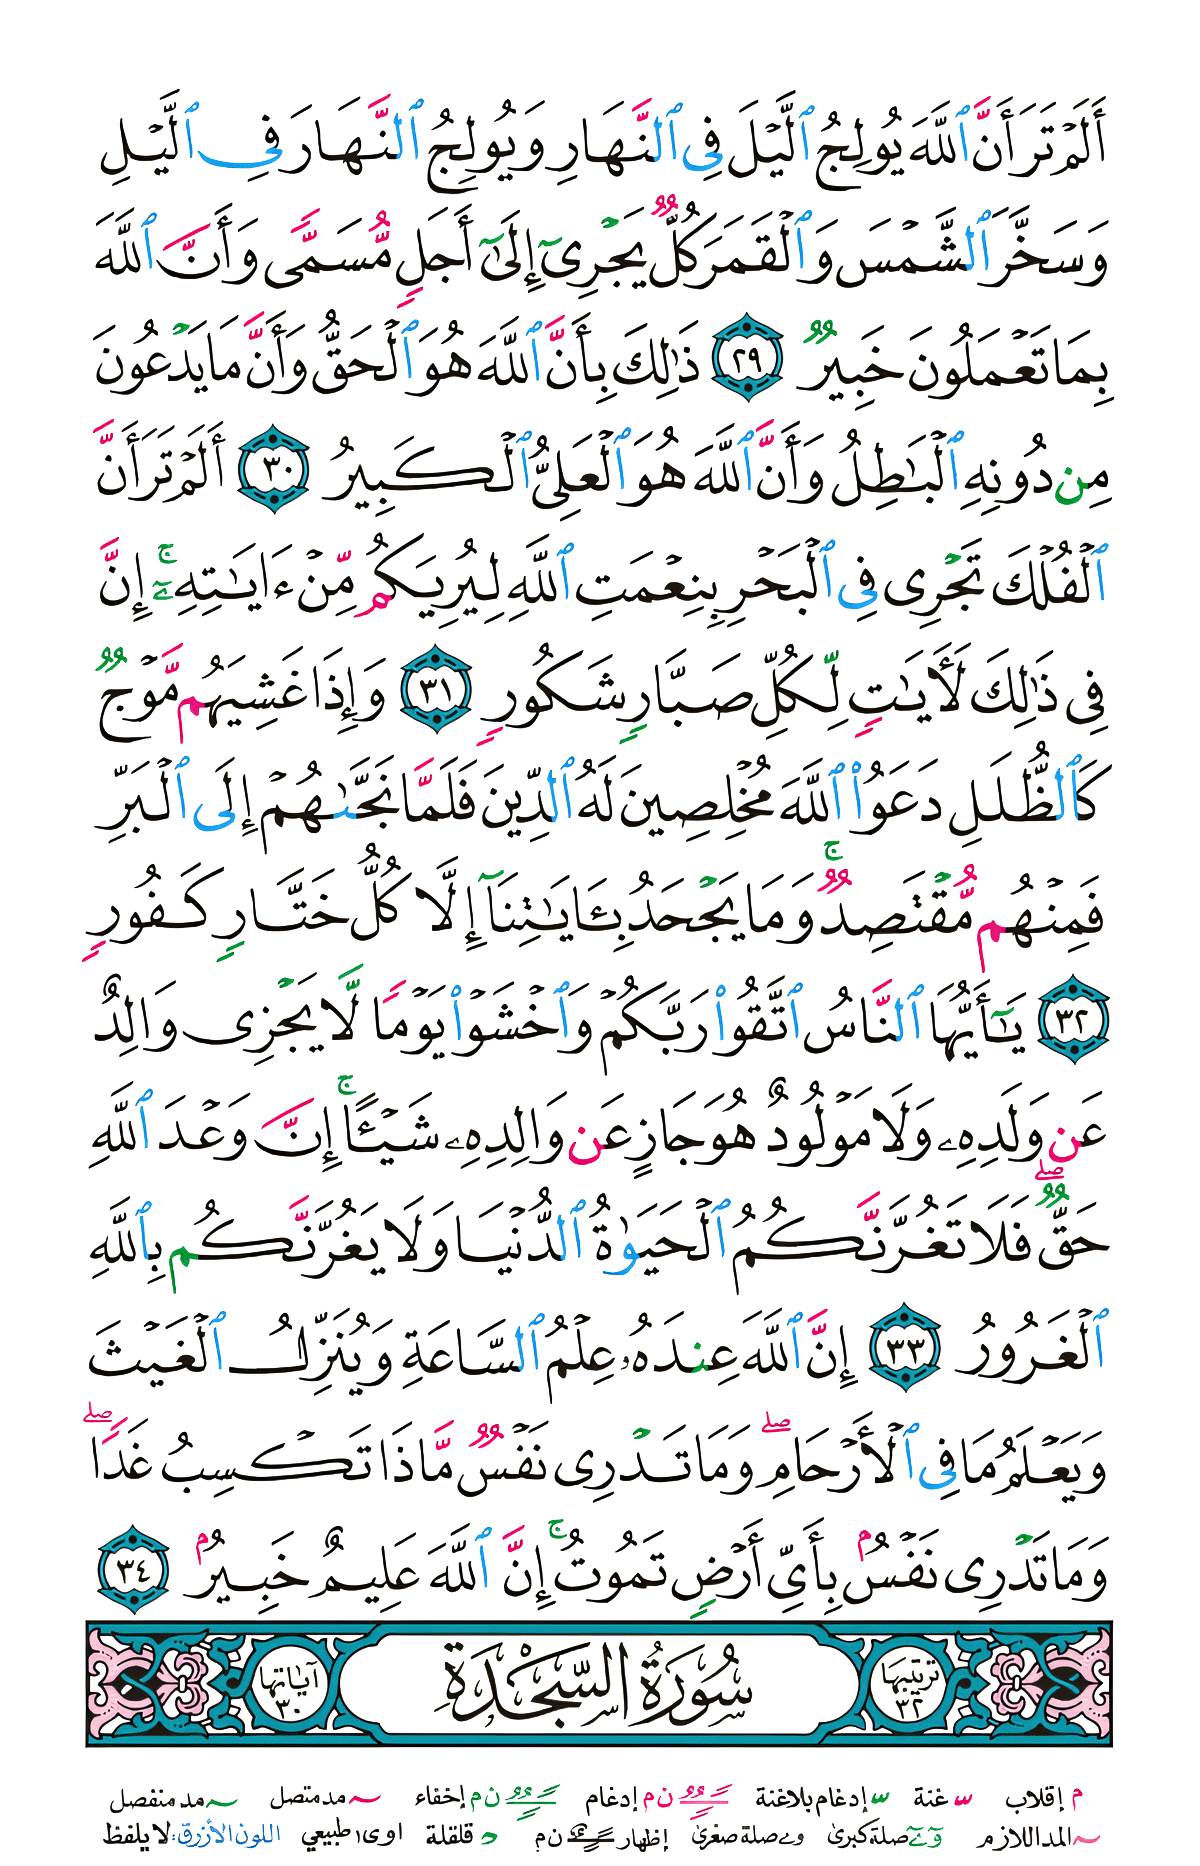 أَلَمۡ تَرَ أَنَّ ٱللَّهَ يُولِجُ ٱلَّيۡلَ فِى ٱلنَّهَارِ وَيُولِجُ ٱلنَّهَارَ فِى ٱلَّيۡلِ
وَسَخَّرَ ٱلشَّمۡسَ وَٱلۡقَمَرَ كُلࣱّ يَجۡرِىٓ إِلَىٰٓ أَجَلࣲ مُّسَمࣰّى وَأَنَّ ٱللَّهَ
بِمَا تَعۡمَلُونَ خَبِيرࣱ ٢٩ ذَٰلِكَ بِأَنَّ ٱللَّهَ هُوَ ٱلۡحَقُّ وَأَنَّ مَا يَدۡعُونَ
مِن دُونِهِ ٱلۡبَٰطِلُ وَأَنَّ ٱللَّهَ هُوَ ٱلۡعَلِىُّ ٱلۡكَبِيرُ ٣٠ أَلَمۡ تَرَ أَنَّ
ٱلۡفُلۡكَ تَجۡرِى فِى ٱلۡبَحۡرِ بِنِعۡمَتِ ٱللَّهِ لِيُرِيَكُم مِّنۡ ءَايَٰتِهِۦٓۚ إِنَّ
فِى ذَٰلِكَ لَأٓيَٰتࣲ لِّكُلِّ صَبَّارࣲ شَكُورࣲ ٣١ وَإِذَا غَشِيَهُم مَّوۡجࣱ
كَٱلظُّلَلِ دَعَوُاْ ٱللَّهَ مُخۡلِصِينَ لَهُ ٱلدِّينَ فَلَمَّا نَجَّىٰهُمۡ إِلَى ٱلۡبَرِّ
فَمِنۡهُم مُّقۡتَصِدࣱۚ وَمَا يَجۡحَدُ بِـَٔايَٰتِنَآ إِلَّا كُلُّ خَتَّارࣲ كَفُورࣲ
٣٢ يَٰٓأَيُّهَا ٱلنَّاسُ ٱتَّقُواْ رَبَّكُمۡ وَٱخۡشَوۡاْ يَوۡمࣰا لَّا يَجۡزِى وَالِدٌ
عَن وَلَدِهِۦ وَلَا مَوۡلُودٌ هُوَ جَازٍ عَن وَالِدِهِۦ شَيۡـًٔاۚ إِنَّ وَعۡدَ ٱللَّهِ
حَقࣱّۖ فَلَا تَغُرَّنَّكُمُ ٱلۡحَيَوٰةُ ٱلدُّنۡيَا وَلَا يَغُرَّنَّكُم بِٱللَّهِ
ٱلۡغَرُورُ ٣٣ إِنَّ ٱللَّهَ عِندَهُۥ عِلۡمُ ٱلسَّاعَةِ وَيُنَزِّلُ ٱلۡغَيۡثَ
وَيَعۡلَمُ مَا فِى ٱلۡأَرۡحَامِۖ وَمَا تَدۡرِى نَفۡسࣱ مَّاذَا تَكۡسِبُ غَدࣰاۖ
وَمَا تَدۡرِى نَفۡسُۢ بِأَىِّ أَرۡضࣲ تَمُوتُۚ إِنَّ ٱللَّهَ عَلِيمٌ خَبِيرُۢ ٣٤
ترتيبها ٣٢ سُورَةُ السَّجْدَةِ آياتها ٣٠
م إقلاب غنة إدغام بلاغنة ن م إدغام ن م إخفاء مد متصل مد منفصل
المد اللازم صلة كبرىٰ و ے صلة صغرىٰ إظهار ن م قلقلة ا و ى طبيعي اللون الأزرق: لا يلفظ